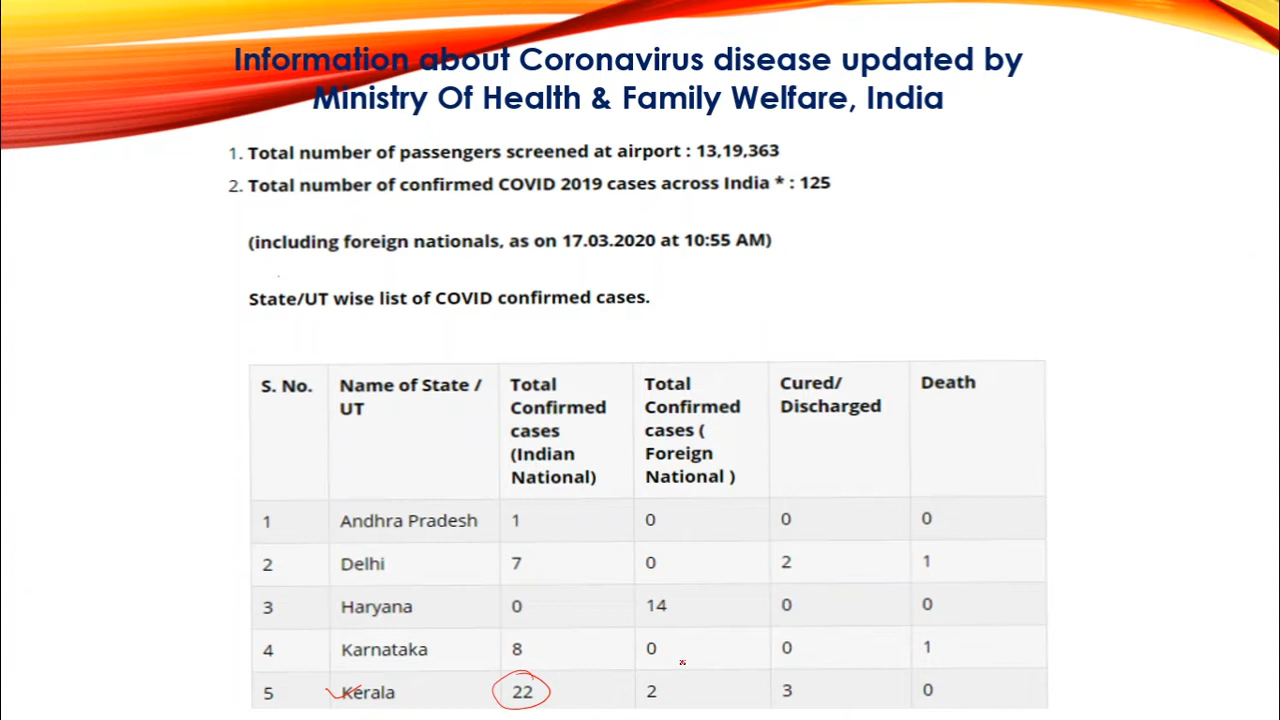 Information about Coronavirus disease updated by
Ministry Of Health & Family Welfare, India
1. Total number of passengers screened at airport : 13,19,363
2. Total number of confirmed COVID 2019 cases across India * : 125
(including foreign nationals, as on 17.03.2020 at 10:55 AM)
State/UT wise list of COVID confirmed cases.
S. No. Name of State / UT Total Confirmed cases (Indian National) Total Confirmed cases ( Foreign National ) Cured/ Discharged Death
1 Andhra Pradesh 1 0 0 0
2 Delhi 7 0 2 1
3 Haryana 0 14 0 0
4 Karnataka 8 0 0 1
5 Kerala 22 2 3 0